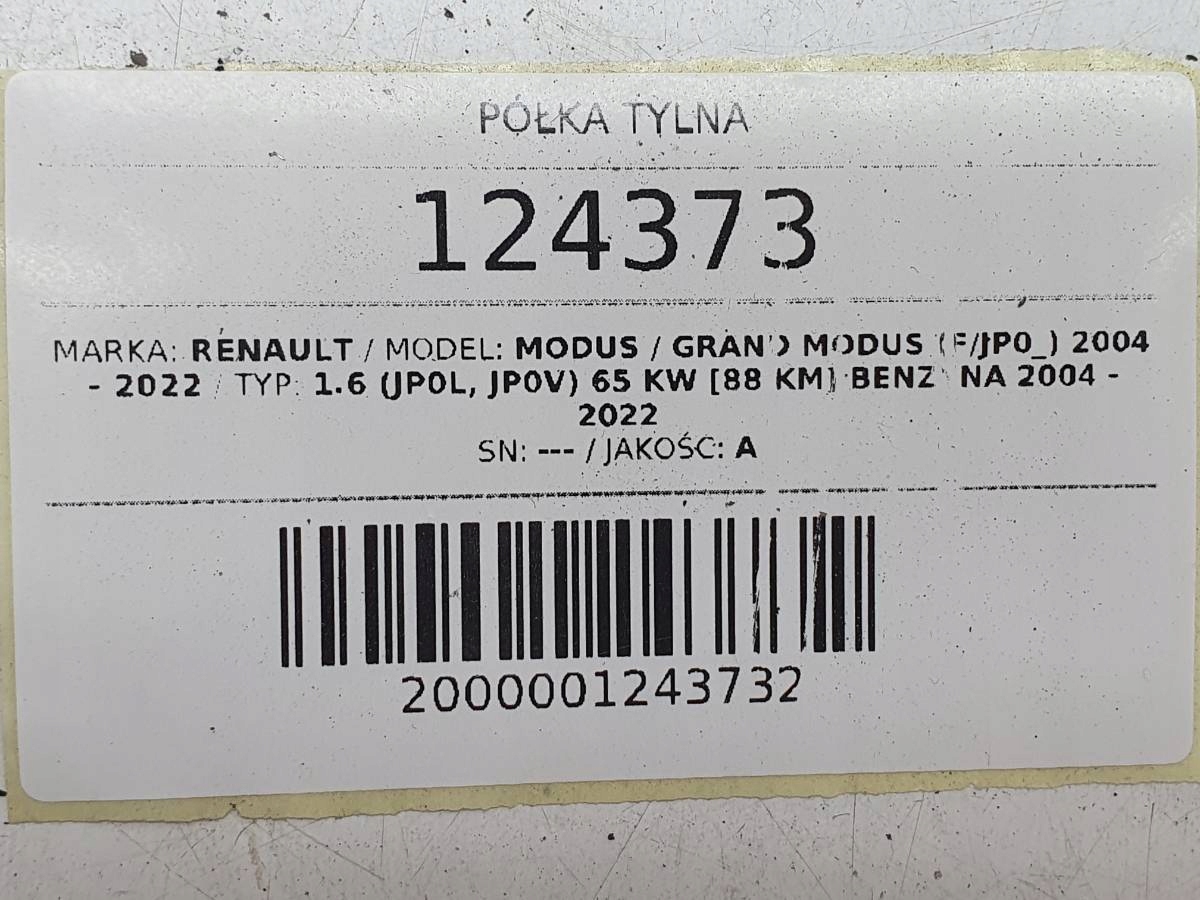 PÓŁKA TYLNA
124373
MARKA: RENAULT / MODEL: MODUS / GRAND MODUS (F/JP0_) 2004
- 2022 / TYP: 1.6 (JP0L, JP0V) 65 KW [88 KM] BENZYNA 2004 -
2022
SN: --- / JAKOŚĆ: A
2000001243732